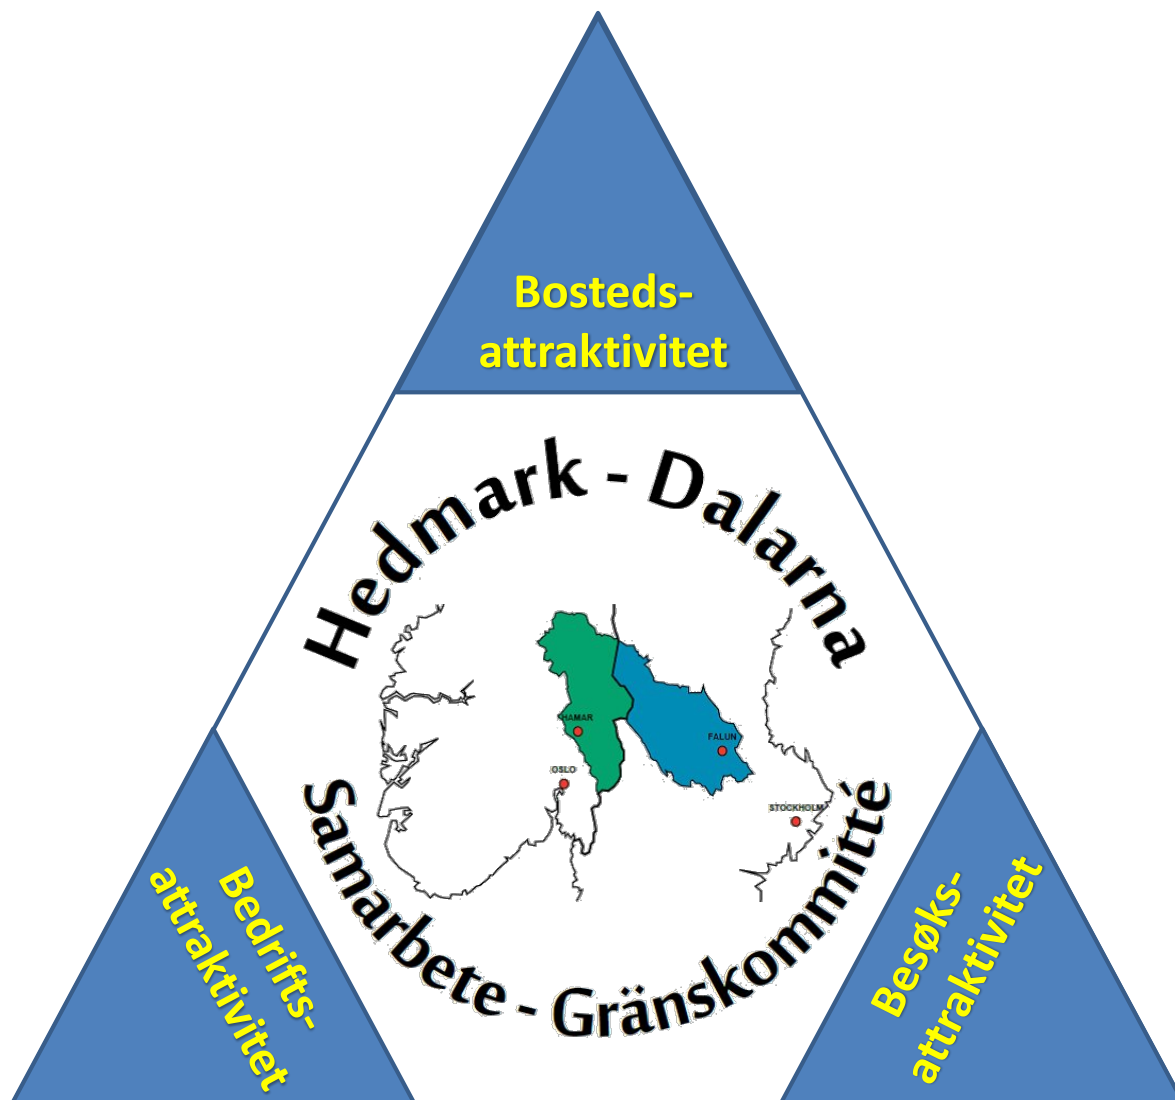 Bosteds-
attraktivitet
Hedmark - Dalarna
HAMAR
FALUN
OSLO
STOCKHOLM
Samarbete - Gränskommitté
Bedrifts-
attraktivitet
Besøks-
attraktivitet